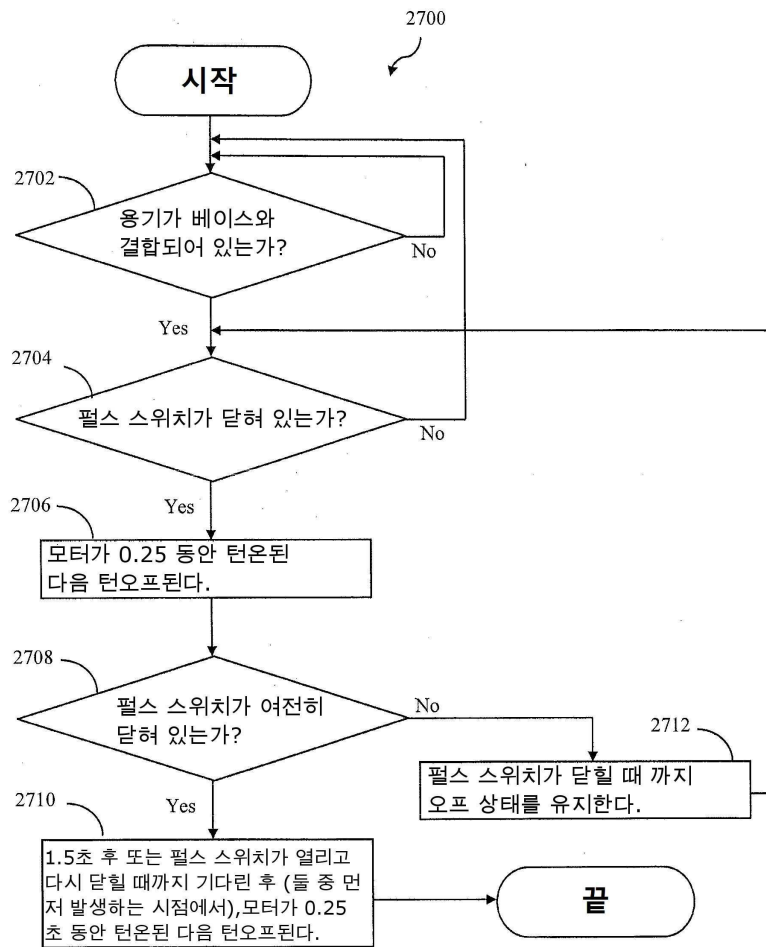 2700
시작
2702
용기가 베이스와
결합되어 있는가?
No
Yes
2704
펄스 스위치가 닫혀 있는가?
No
Yes
2706
모터가 0.25 동안 턴온된
다음 턴오프된다.
2708
펄스 스위치가 여전히
닫혀 있는가?
No
2712
펄스 스위치가 닫힐 때 까지
오프 상태를 유지한다.
Yes
2710
1.5초 후 또는 펄스 스위치가 열리고
다시 닫힐 때까지 기다린 후 (둘 중 먼
저 발생하는 시점에서),모터가 0.25
초 동안 턴온된 다음 턴오프된다.
끝